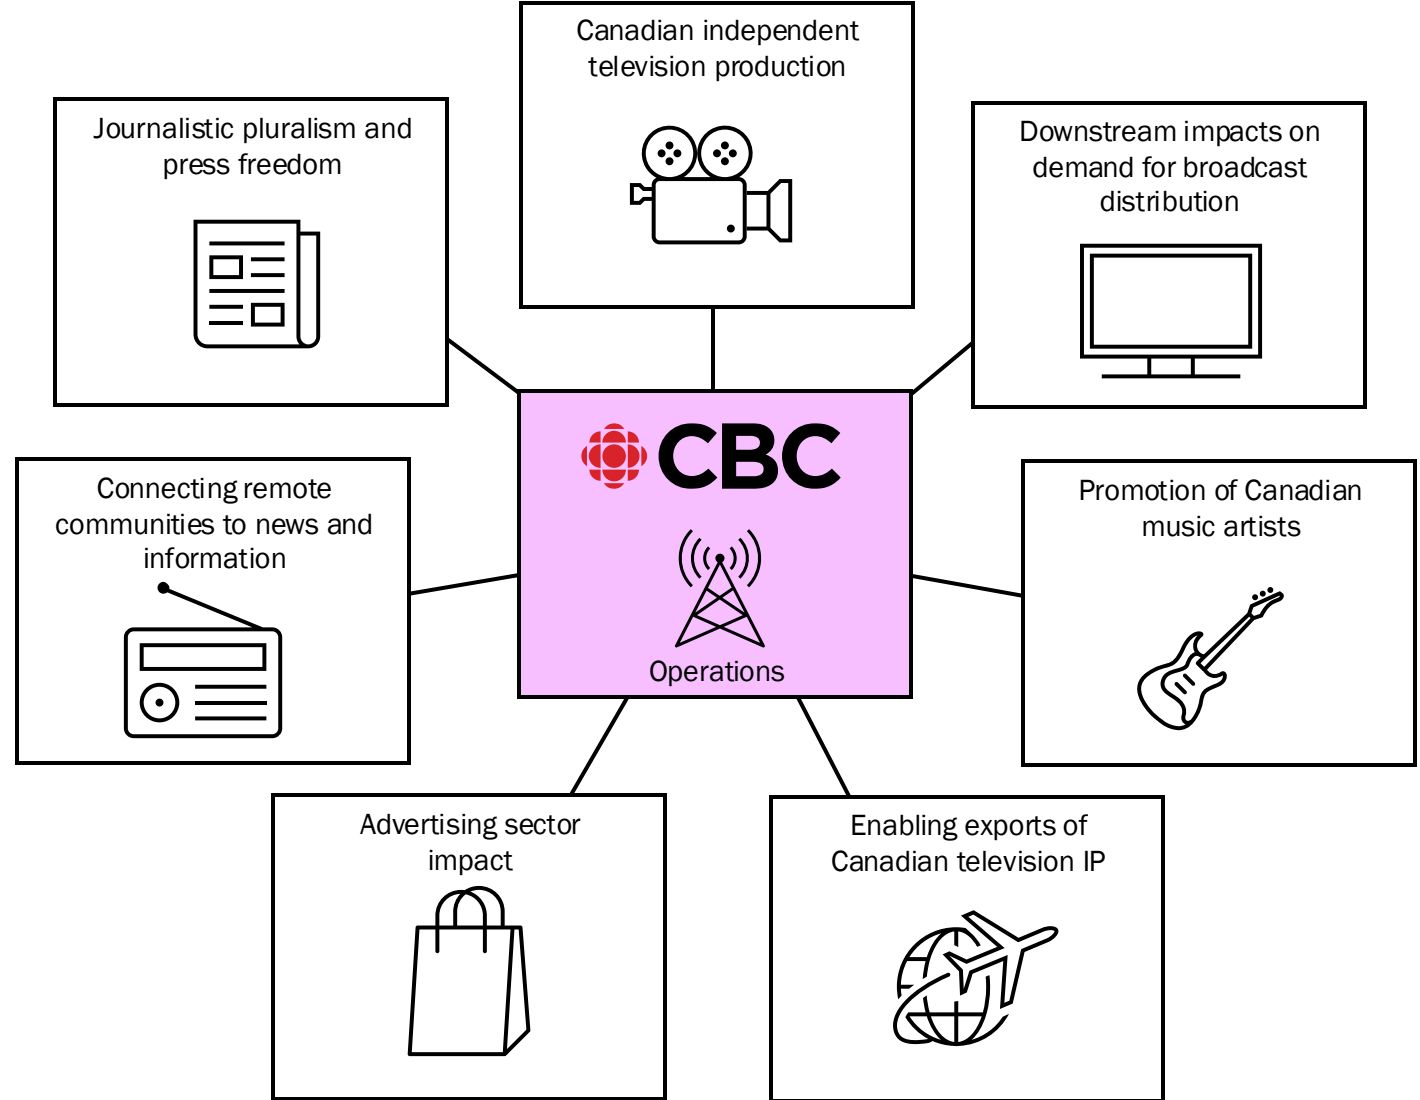 Canadian independent
television production
Journalistic pluralism and
press freedom
Downstream impacts on
demand for broadcast
distribution
CBC
Operations
Connecting remote
communities to news and
information
Promotion of Canadian
music artists
Advertising sector
impact
Enabling exports of
Canadian television IP